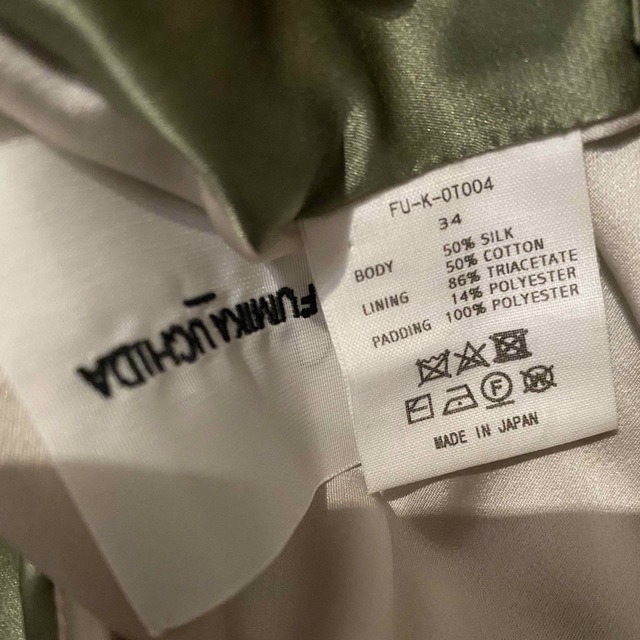 FUMIKA_UCHIDA
FU-K-OT004
34
BODY 50% SILK
50% COTTON
LINING 86% TRIACETATE
14% POLYESTER
PADDING 100% POLYESTER
F W
MADE IN JAPAN